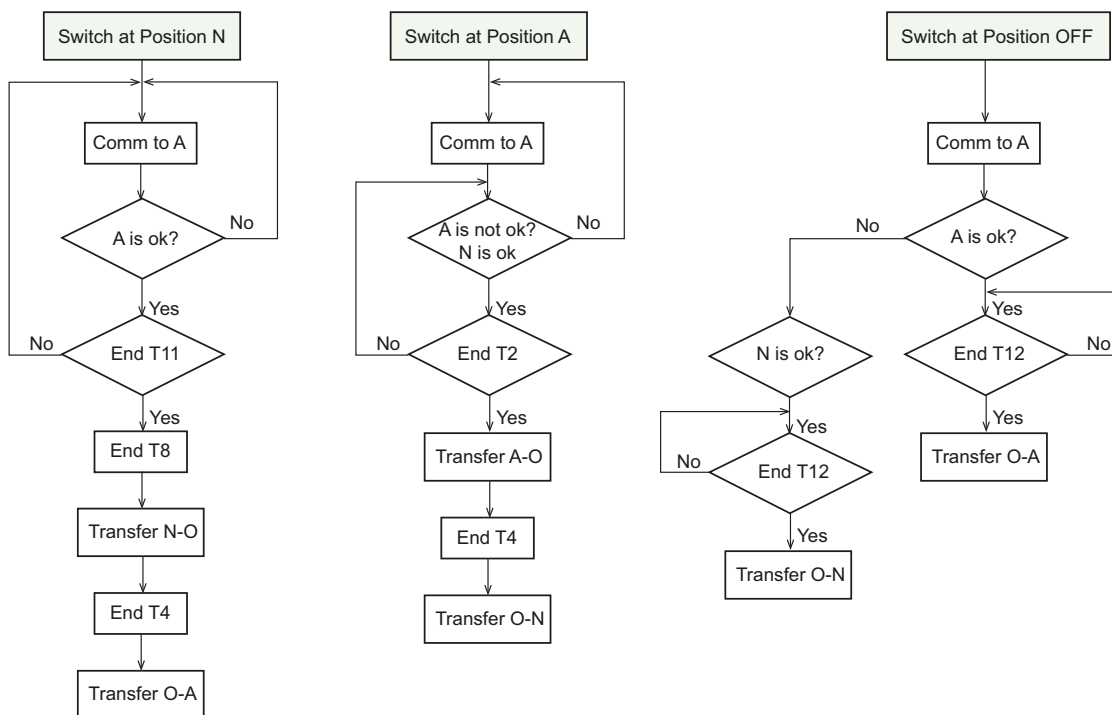 Switch at Position N
Comm to A
A is ok?
No
Yes
End T11
No
Yes
End T8
Transfer N-O
End T4
Transfer O-A
Switch at Position A
Comm to A
A is not ok?
N is ok
No
Yes
End T2
No
Yes
Transfer A-O
End T4
Transfer O-N
Switch at Position OFF
Comm to A
A is ok?
No
Yes
End T12
No
Yes
Transfer O-A
N is ok?
Yes
End T12
No
Yes
Transfer O-N